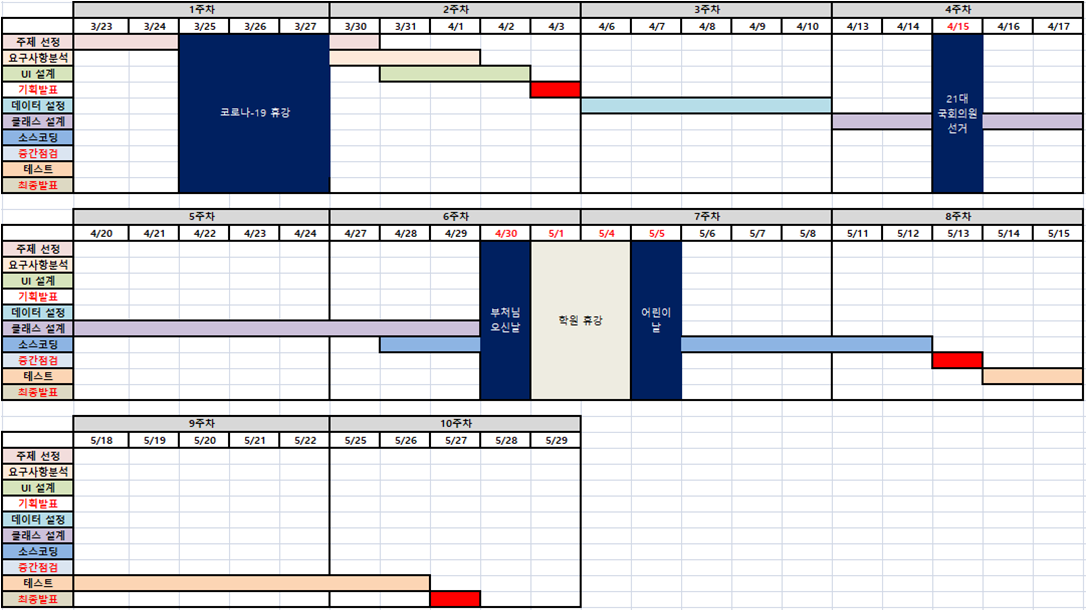 1주차 2주차 3주차 4주차
3/23 3/24 3/25 3/26 3/27 3/30 3/31 4/1 4/2 4/3 4/6 4/7 4/8 4/9 4/10 4/13 4/14 4/15 4/16 4/17
주제 선정
요구사항분석
UI 설계
기획발표
데이터 설정
클래스 설계
소스코딩
중간점검
테스트
최종발표
코로나-19 휴강
21대
국회의원
선거
5주차 6주차 7주차 8주차
4/20 4/21 4/22 4/23 4/24 4/27 4/28 4/29 4/30 5/1 5/4 5/5 5/6 5/7 5/8 5/11 5/12 5/13 5/14 5/15
주제 선정
요구사항분석
UI 설계
기획발표
데이터 설정
클래스 설계
소스코딩
중간점검
테스트
최종발표
부처님
오신날
학원 휴강
어린이
날
9주차 10주차
5/18 5/19 5/20 5/21 5/22 5/25 5/26 5/27 5/28 5/29
주제 선정
요구사항분석
UI 설계
기획발표
데이터 설정
클래스 설계
소스코딩
중간점검
테스트
최종발표